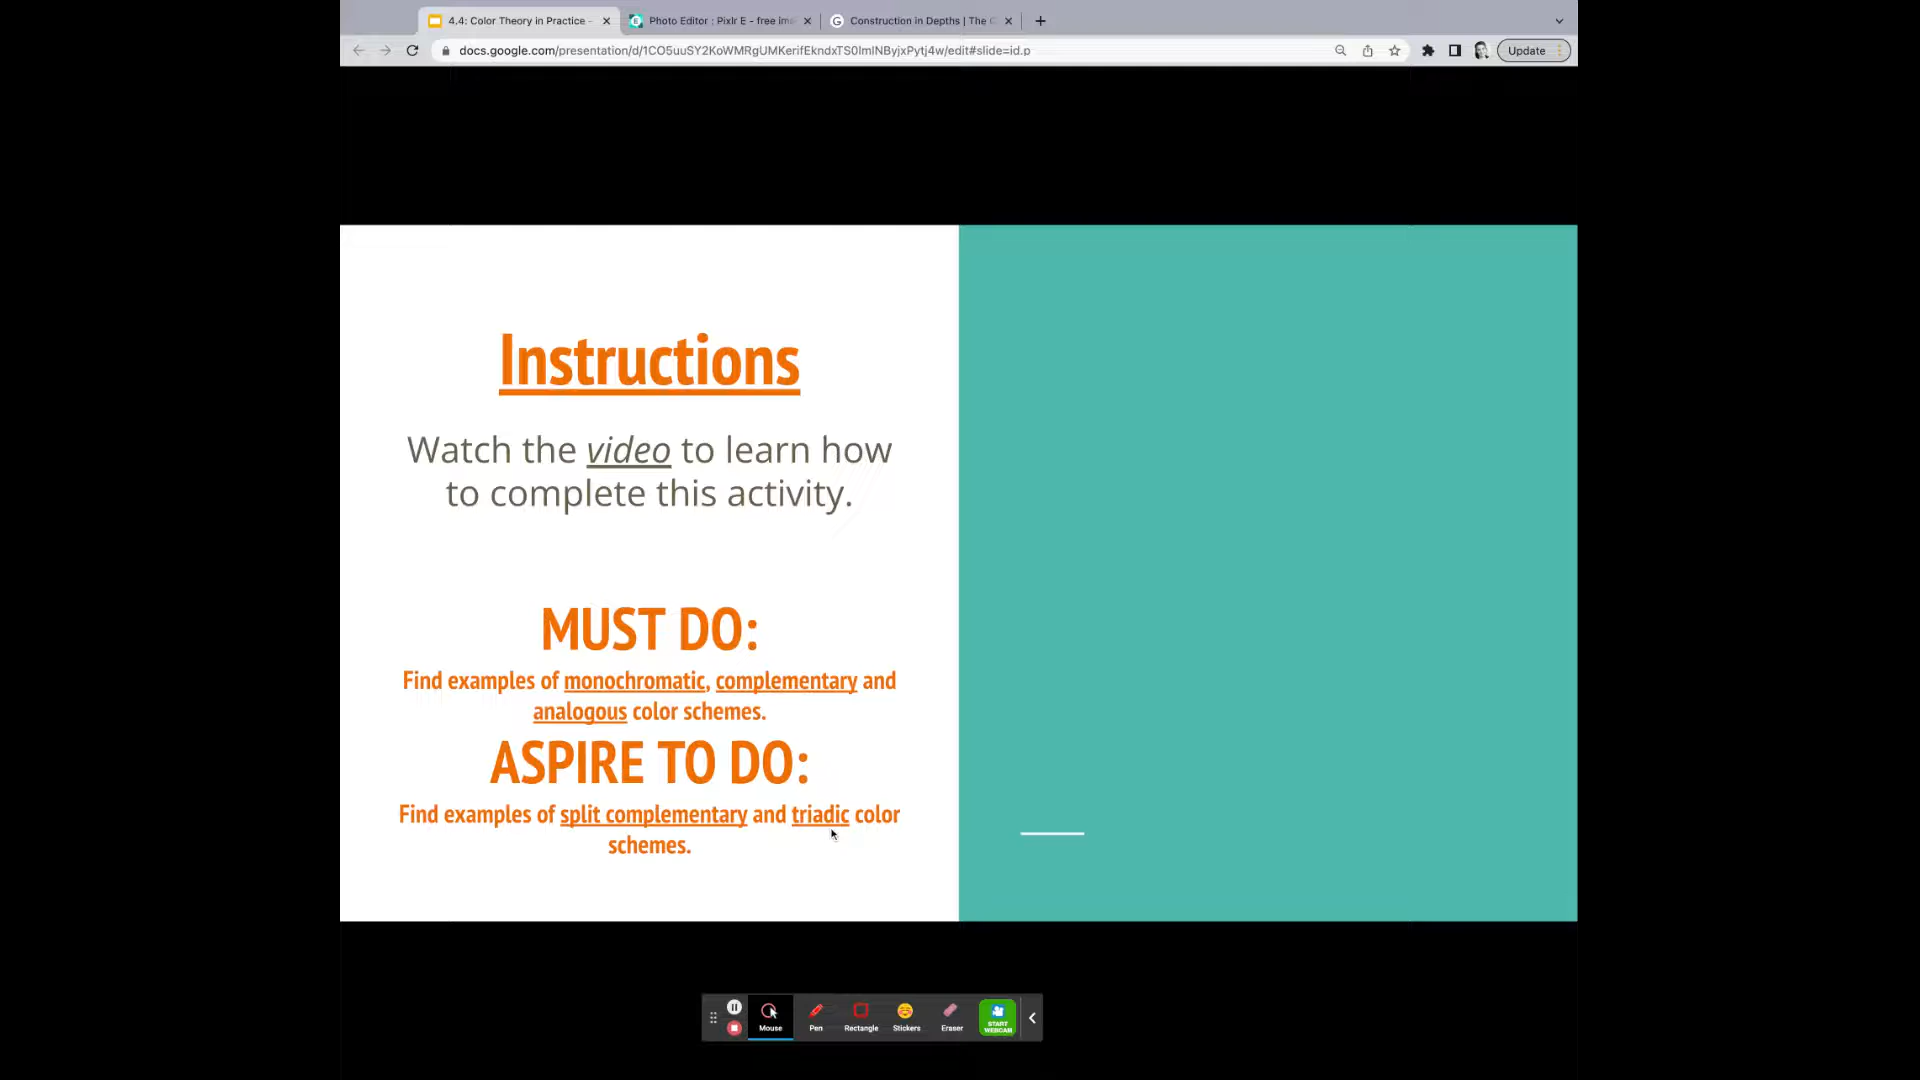 4.4: Color Theory in Practice -
Photo Editor : Pixlr E - free ima
Construction in Depths | The G
docs.google.com/presentation/d/1CO5uuSY2KoWMRgUMKerifEkndxTS0ImINByjxPytj4w/edit#slide=id.p
Update
Instructions
Watch the video to learn how
to complete this activity.
MUST DO:
Find examples of monochromatic, complementary and
analogous color schemes.
ASPIRE TO DO:
Find examples of split complementary and triadic color
schemes.
Mouse
Pen
Rectangle
Stickers
Eraser
START
WEBCAM